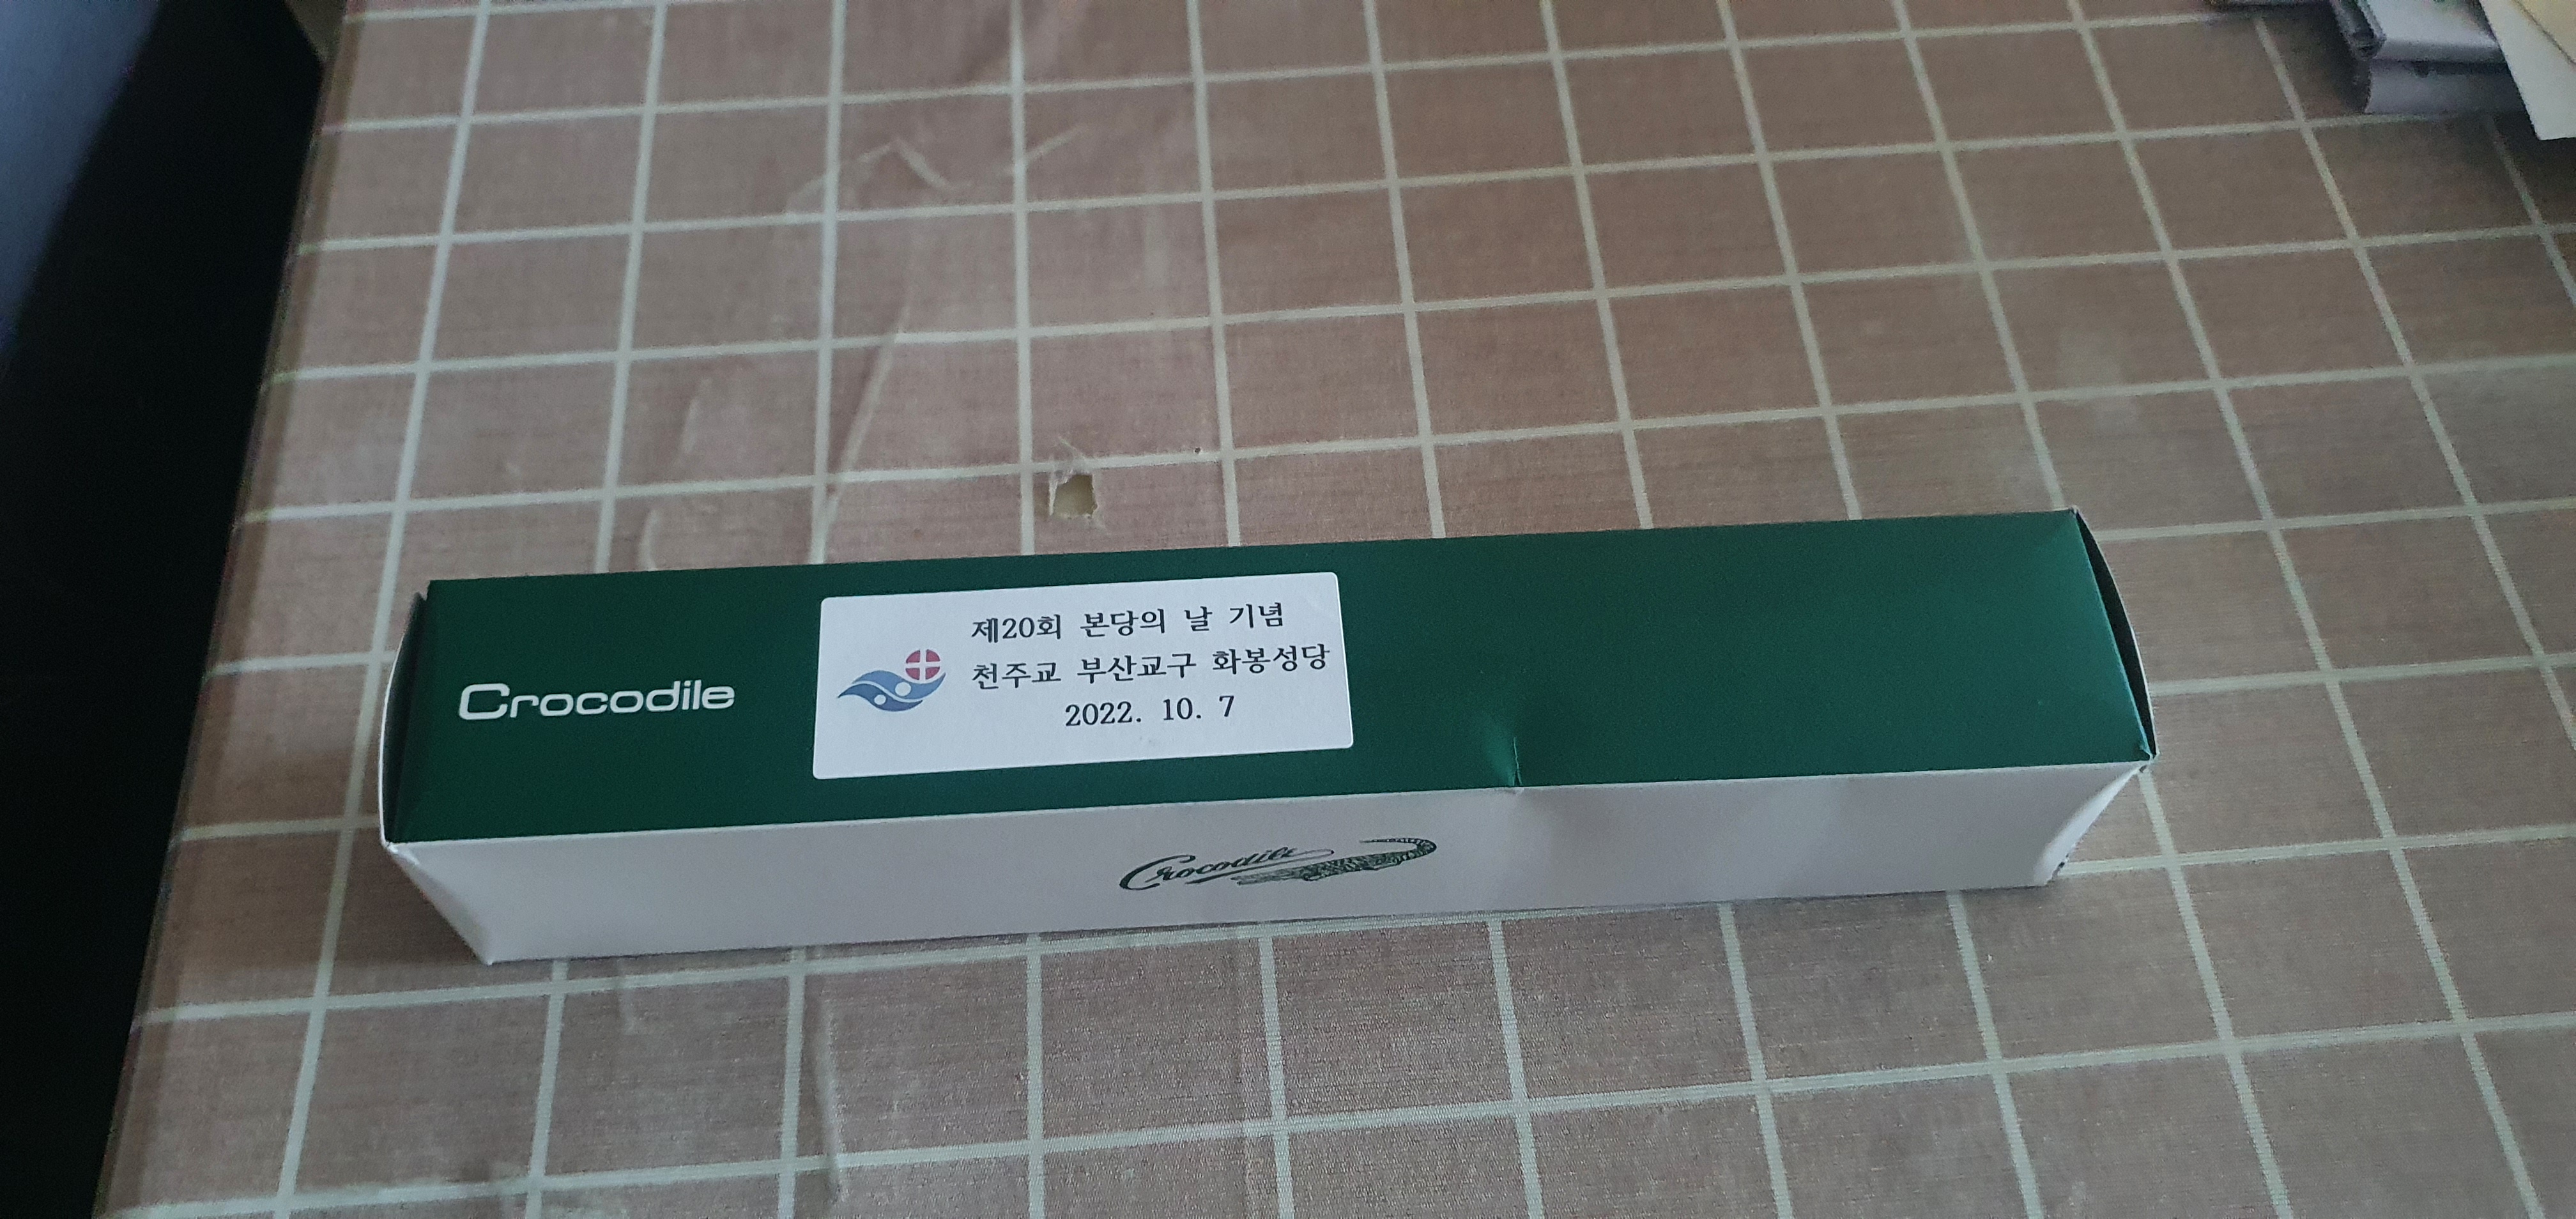 Crocodile
제20회 본당의 날 기념
천주교 부산교구 화봉성당
2022. 10. 7
Crocodile